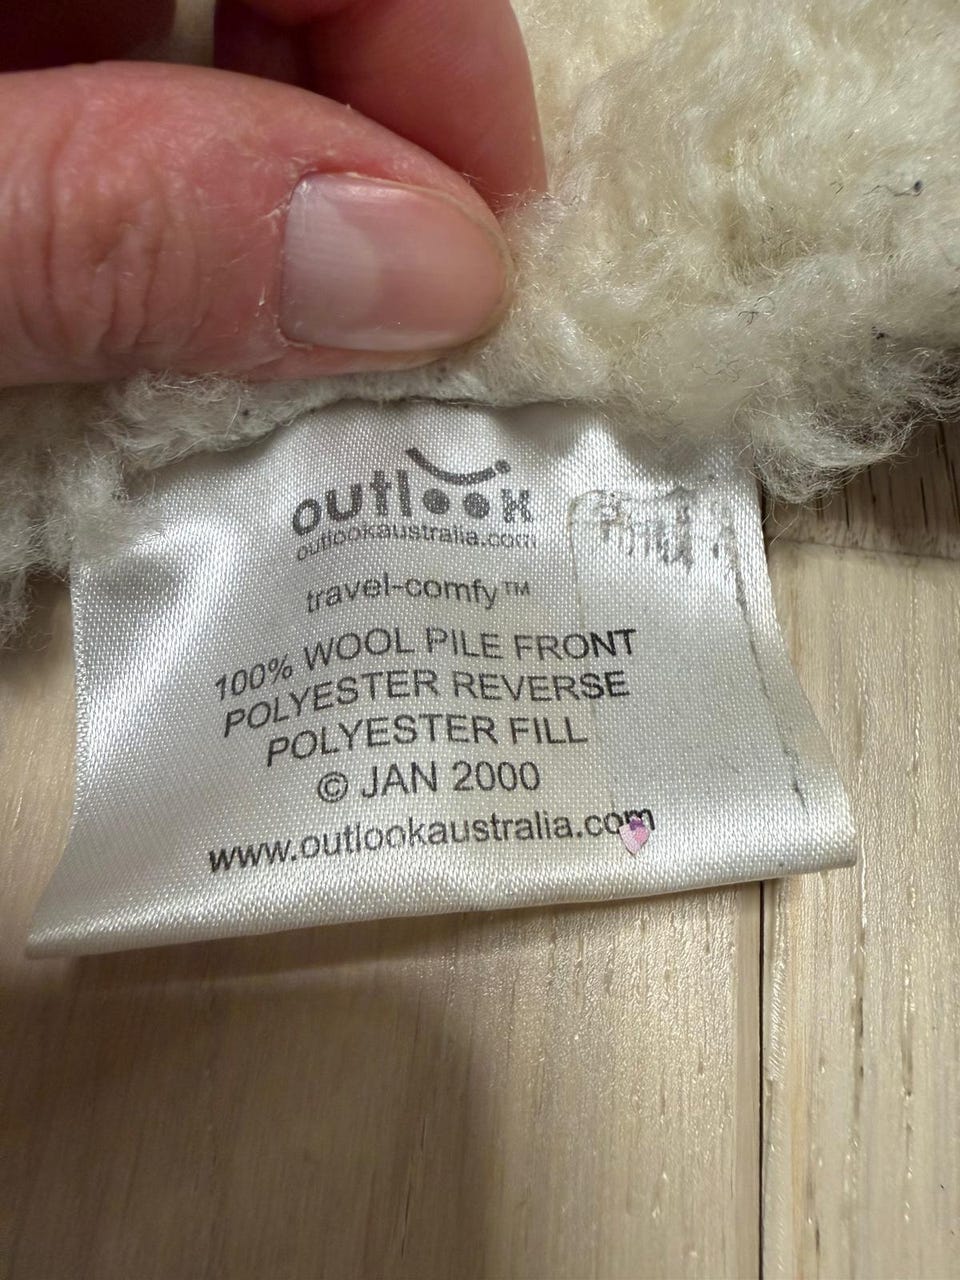 outlook
outlookaustralia.com
travel-comfy™
100% WOOL PILE FRONT
POLYESTER REVERSE
POLYESTER FILL
© JAN 2000
www.outlookaustralia.com